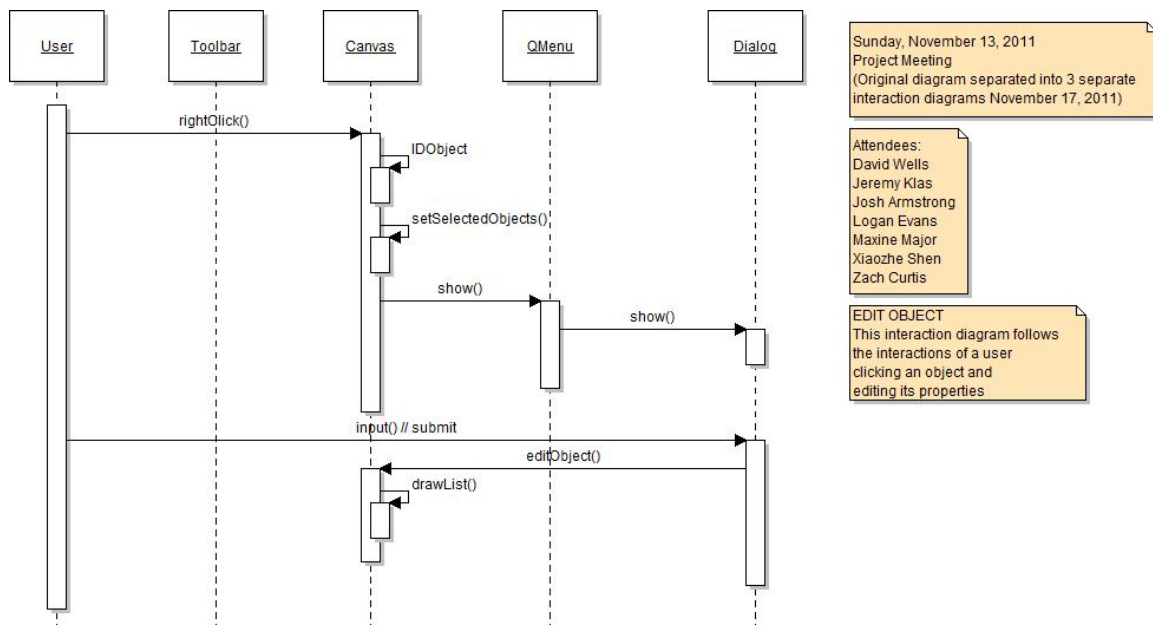 User
Toolbar
Canvas
QMenu
Dialog
rightOlick()
IDObject
setSelectedObjects()
show()
show()
input() // submit
editObject()
drawList()
Sunday, November 13, 2011
Project Meeting
(Original diagram separated into 3 separate
interaction diagrams November 17, 2011)
Attendees:
David Wells
Jeremy Klas
Josh Armstrong
Logan Evans
Maxine Major
Xiaozhe Shen
Zach Curtis
EDIT OBJECT
This interaction diagram follows
the interactions of a user
clicking an object and
editing its properties